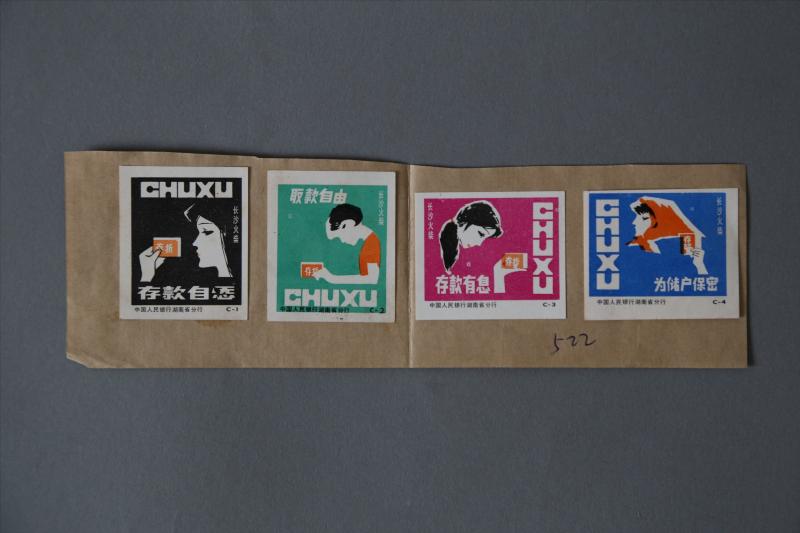 CHUXU
长沙火柴
存折
存款自愿
中国人民银行湖南省分行 C-1
取款自由
长沙火柴
存折
CHUXU
中国人民银行湖南省分行 C-2
CHUXU
长沙火柴
存折
存款有息
中国人民银行湖南省分行 C-3
CHUXU
长沙火柴
存
为储户保密
中国人民银行湖南省分行 C-4
522